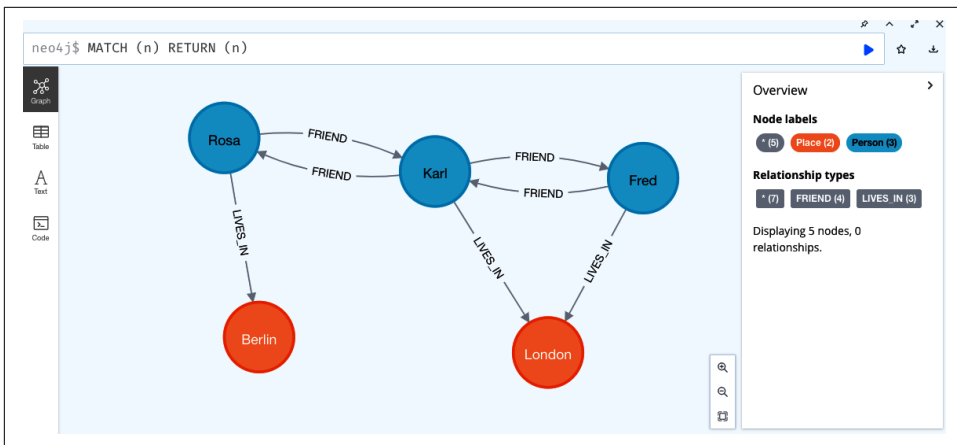 neo4j$ MATCH (n) RETURN (n)
Graph
Table
Text
Code
Rosa
FRIEND
FRIEND
Karl
FRIEND
FRIEND
Fred
LIVES_IN
LIVES_IN
LIVES_IN
Berlin
London
Overview
Node labels
* (5) Place (2) Person (3)
Relationship types
* (7) FRIEND (4) LIVES_IN (3)
Displaying 5 nodes, 0
relationships.